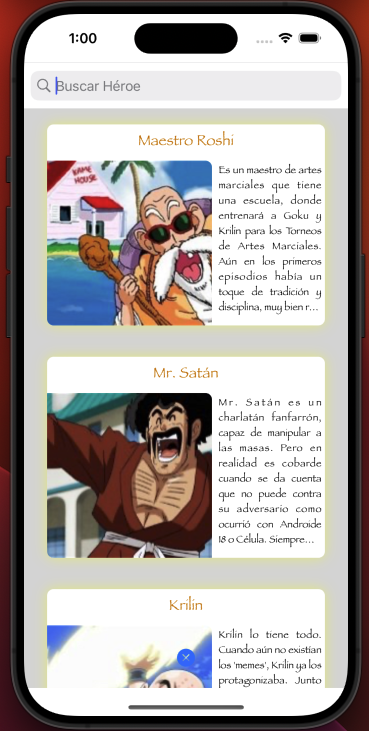 1:00
Buscar Héroe
Maestro Roshi
KAME
HOUSE
Es un maestro de artes
marciales que tiene
una escuela, donde
entrenará a Goku y
Krilin para los Torneos
de Artes Marciales.
Aún en los primeros
episodios había un
toque de tradición y
disciplina, muy bien r...
Mr. Satán
Mr. Satán es un
charlatán fanfarrón,
capaz de manipular a
las masas. Pero en
realidad es cobarde
cuando se da cuenta
que no puede contra
su adversario como
ocurrió con Androide
18 o Célula. Siempre...
Krilin
Krilin lo tiene todo.
Cuando aún no existían
los 'memes', Krilin ya los
protagonizaba. Junto